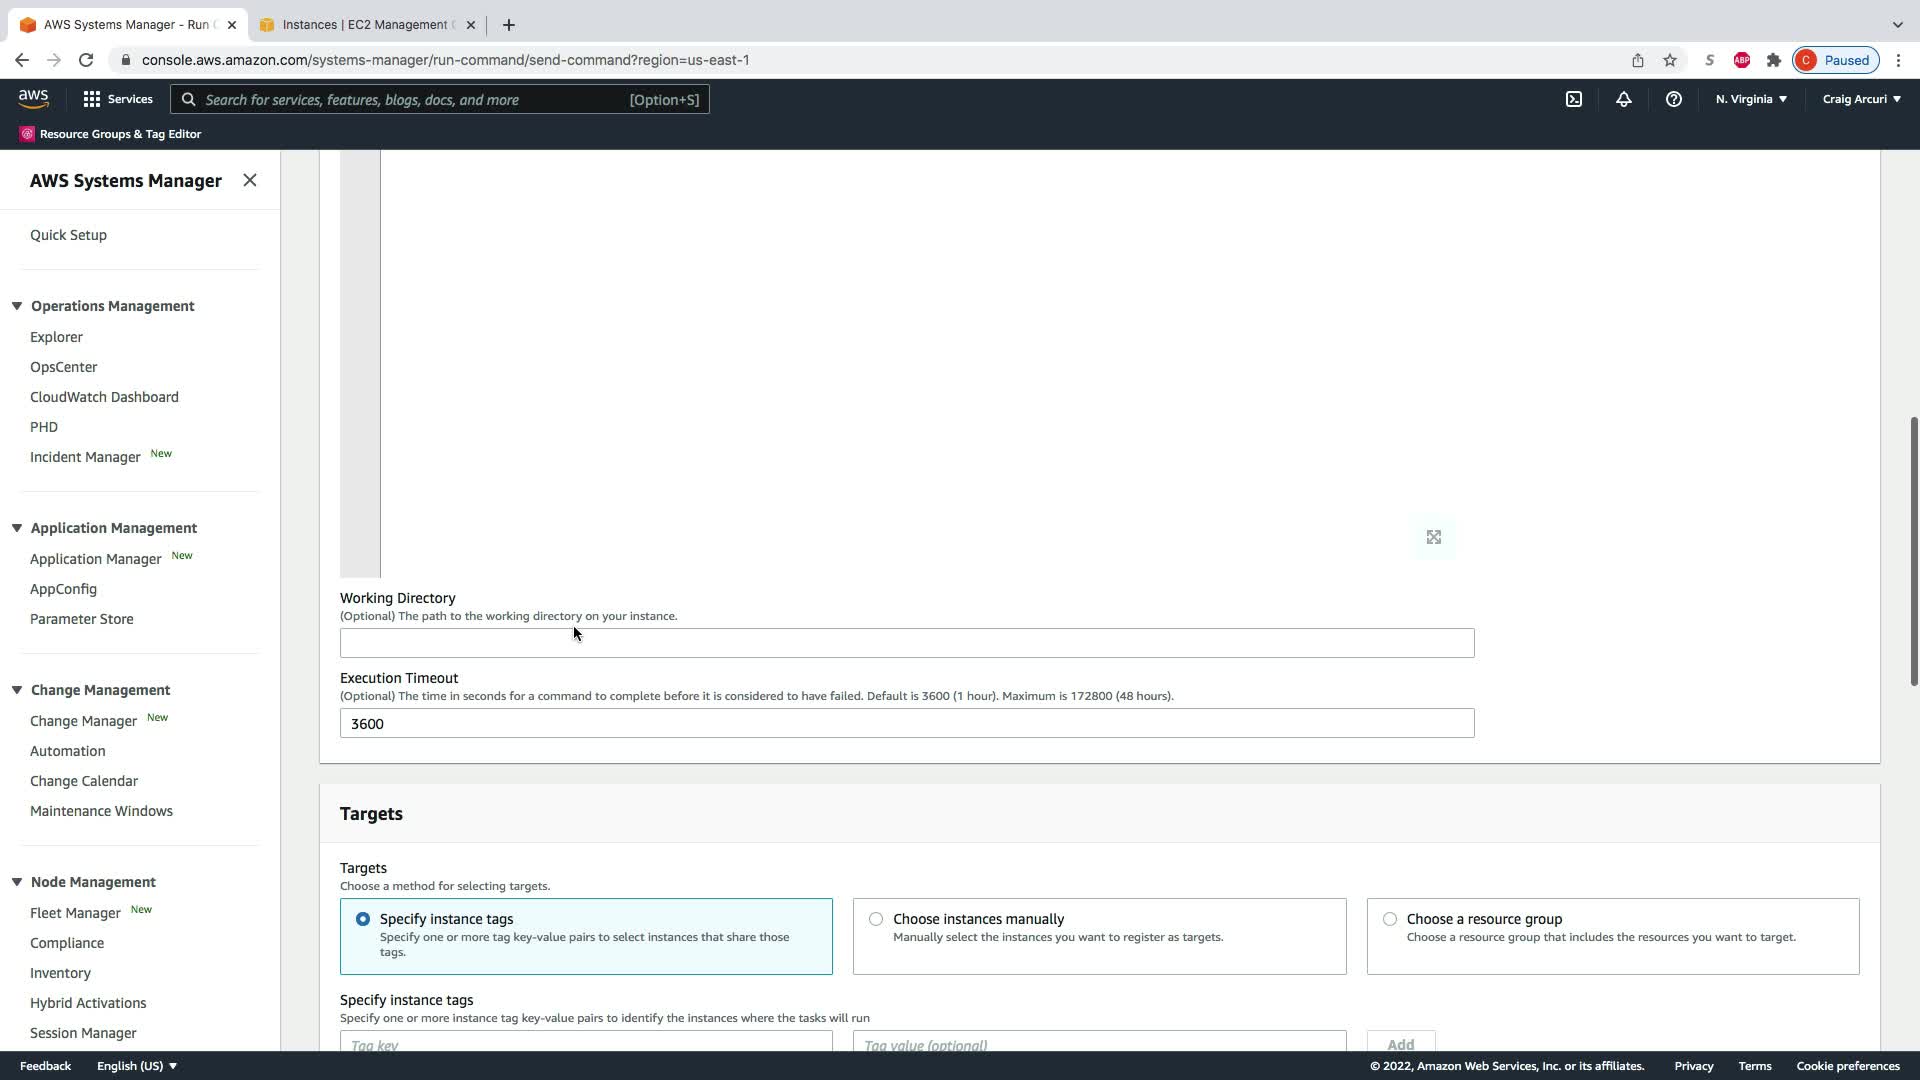 AWS Systems Manager - Run C
Instances | EC2 Management C
console.aws.amazon.com/systems-manager/run-command/send-command?region=us-east-1
S
ABP
C
Paused
aws
Services
Search for services, features, blogs, docs, and more
[Option+S]
N. Virginia
Craig Arcuri
Resource Groups & Tag Editor
AWS Systems Manager
Quick Setup
Operations Management
Explorer
OpsCenter
CloudWatch Dashboard
PHD
Incident Manager New
Application Management
Application Manager New
AppConfig
Parameter Store
Change Management
Change Manager New
Automation
Change Calendar
Maintenance Windows
Node Management
Fleet Manager New
Compliance
Inventory
Hybrid Activations
Session Manager
Working Directory
(Optional) The path to the working directory on your instance.
Execution Timeout
(Optional) The time in seconds for a command to complete before it is considered to have failed. Default is 3600 (1 hour). Maximum is 172800 (48 hours).
3600
Targets
Targets
Choose a method for selecting targets.
Specify instance tags
Specify one or more tag key-value pairs to select instances that share those
tags.
Choose instances manually
Manually select the instances you want to register as targets.
Choose a resource group
Choose a resource group that includes the resources you want to target.
Specify instance tags
Specify one or more instance tag key-value pairs to identify the instances where the tasks will run
Tag key
Tag value (optional)
Add
Feedback
English (US)
© 2022, Amazon Web Services, Inc. or its affiliates.
Privacy
Terms
Cookie preferences